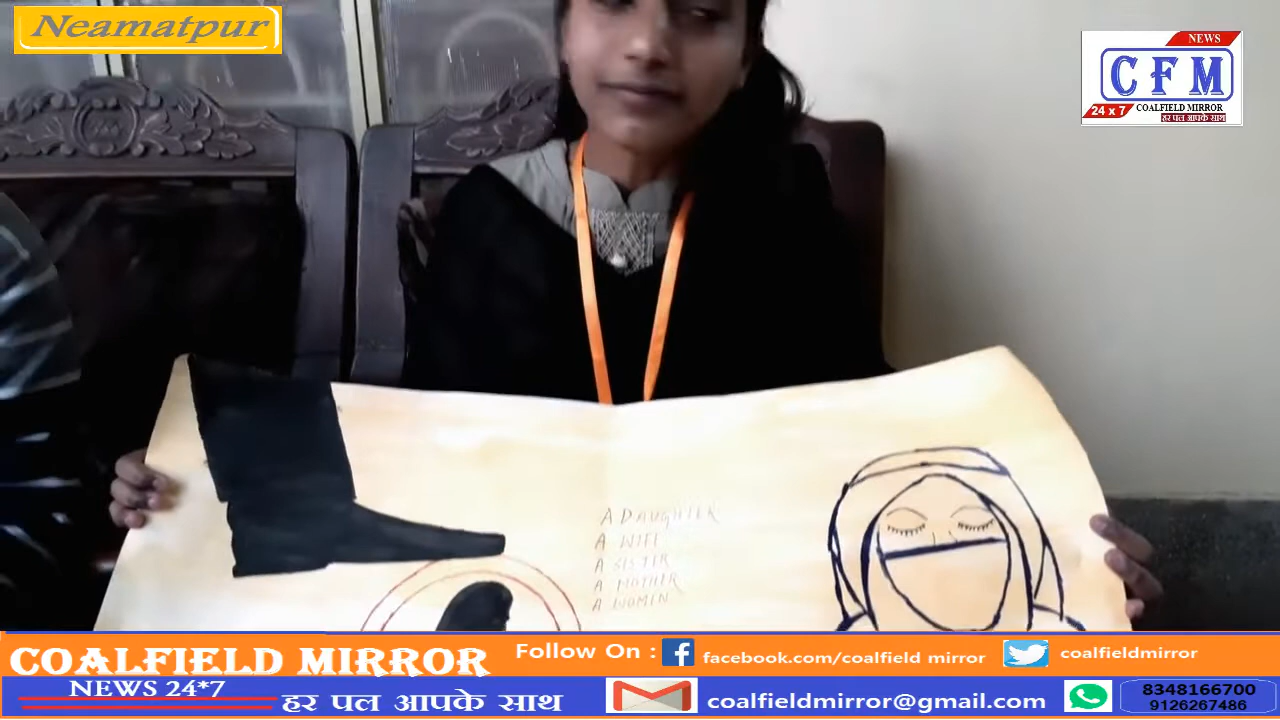 Neamatpur
NEWS
CFM
24 x 7
COALFIELD MIRROR
हर पल आपके साथ
A DAUGHTER
A WIFE
A SISTER
A MOTHER
A WOMEN
COALFIELD MIRROR
Follow On :
facebook.com/coalfield mirror
coalfieldmirror
NEWS 24*7
हर पल आपके साथ
coalfieldmirror@gmail.com
8348166700
9126267486